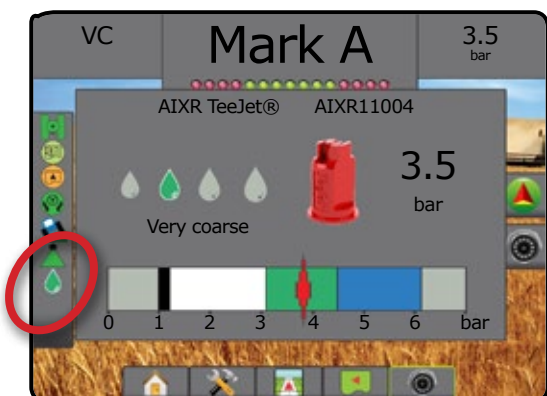 VC
Mark A
3.5
bar
AIXR TeeJet® AIXR11004
3.5
bar
Very coarse
0 1 2 3 4 5 6 bar